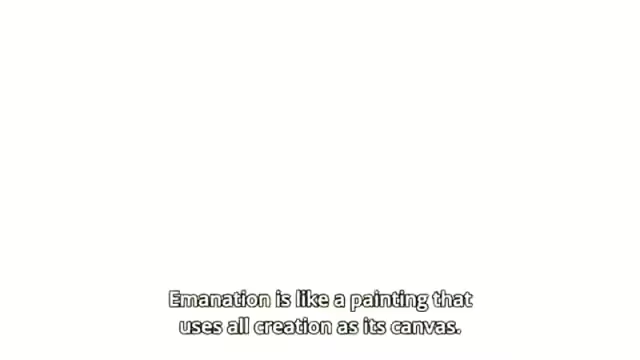 Emanation is like a painting that
uses all creation as its canvas.